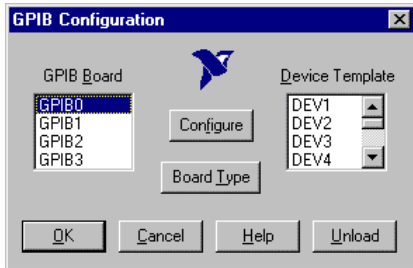 GPIB Configuration
GPIB Board
Device Template
GPIB0
GPIB1
GPIB2
GPIB3
Configure
Board Type
DEV1
DEV2
DEV3
DEV4
OK
Cancel
Help
Unload